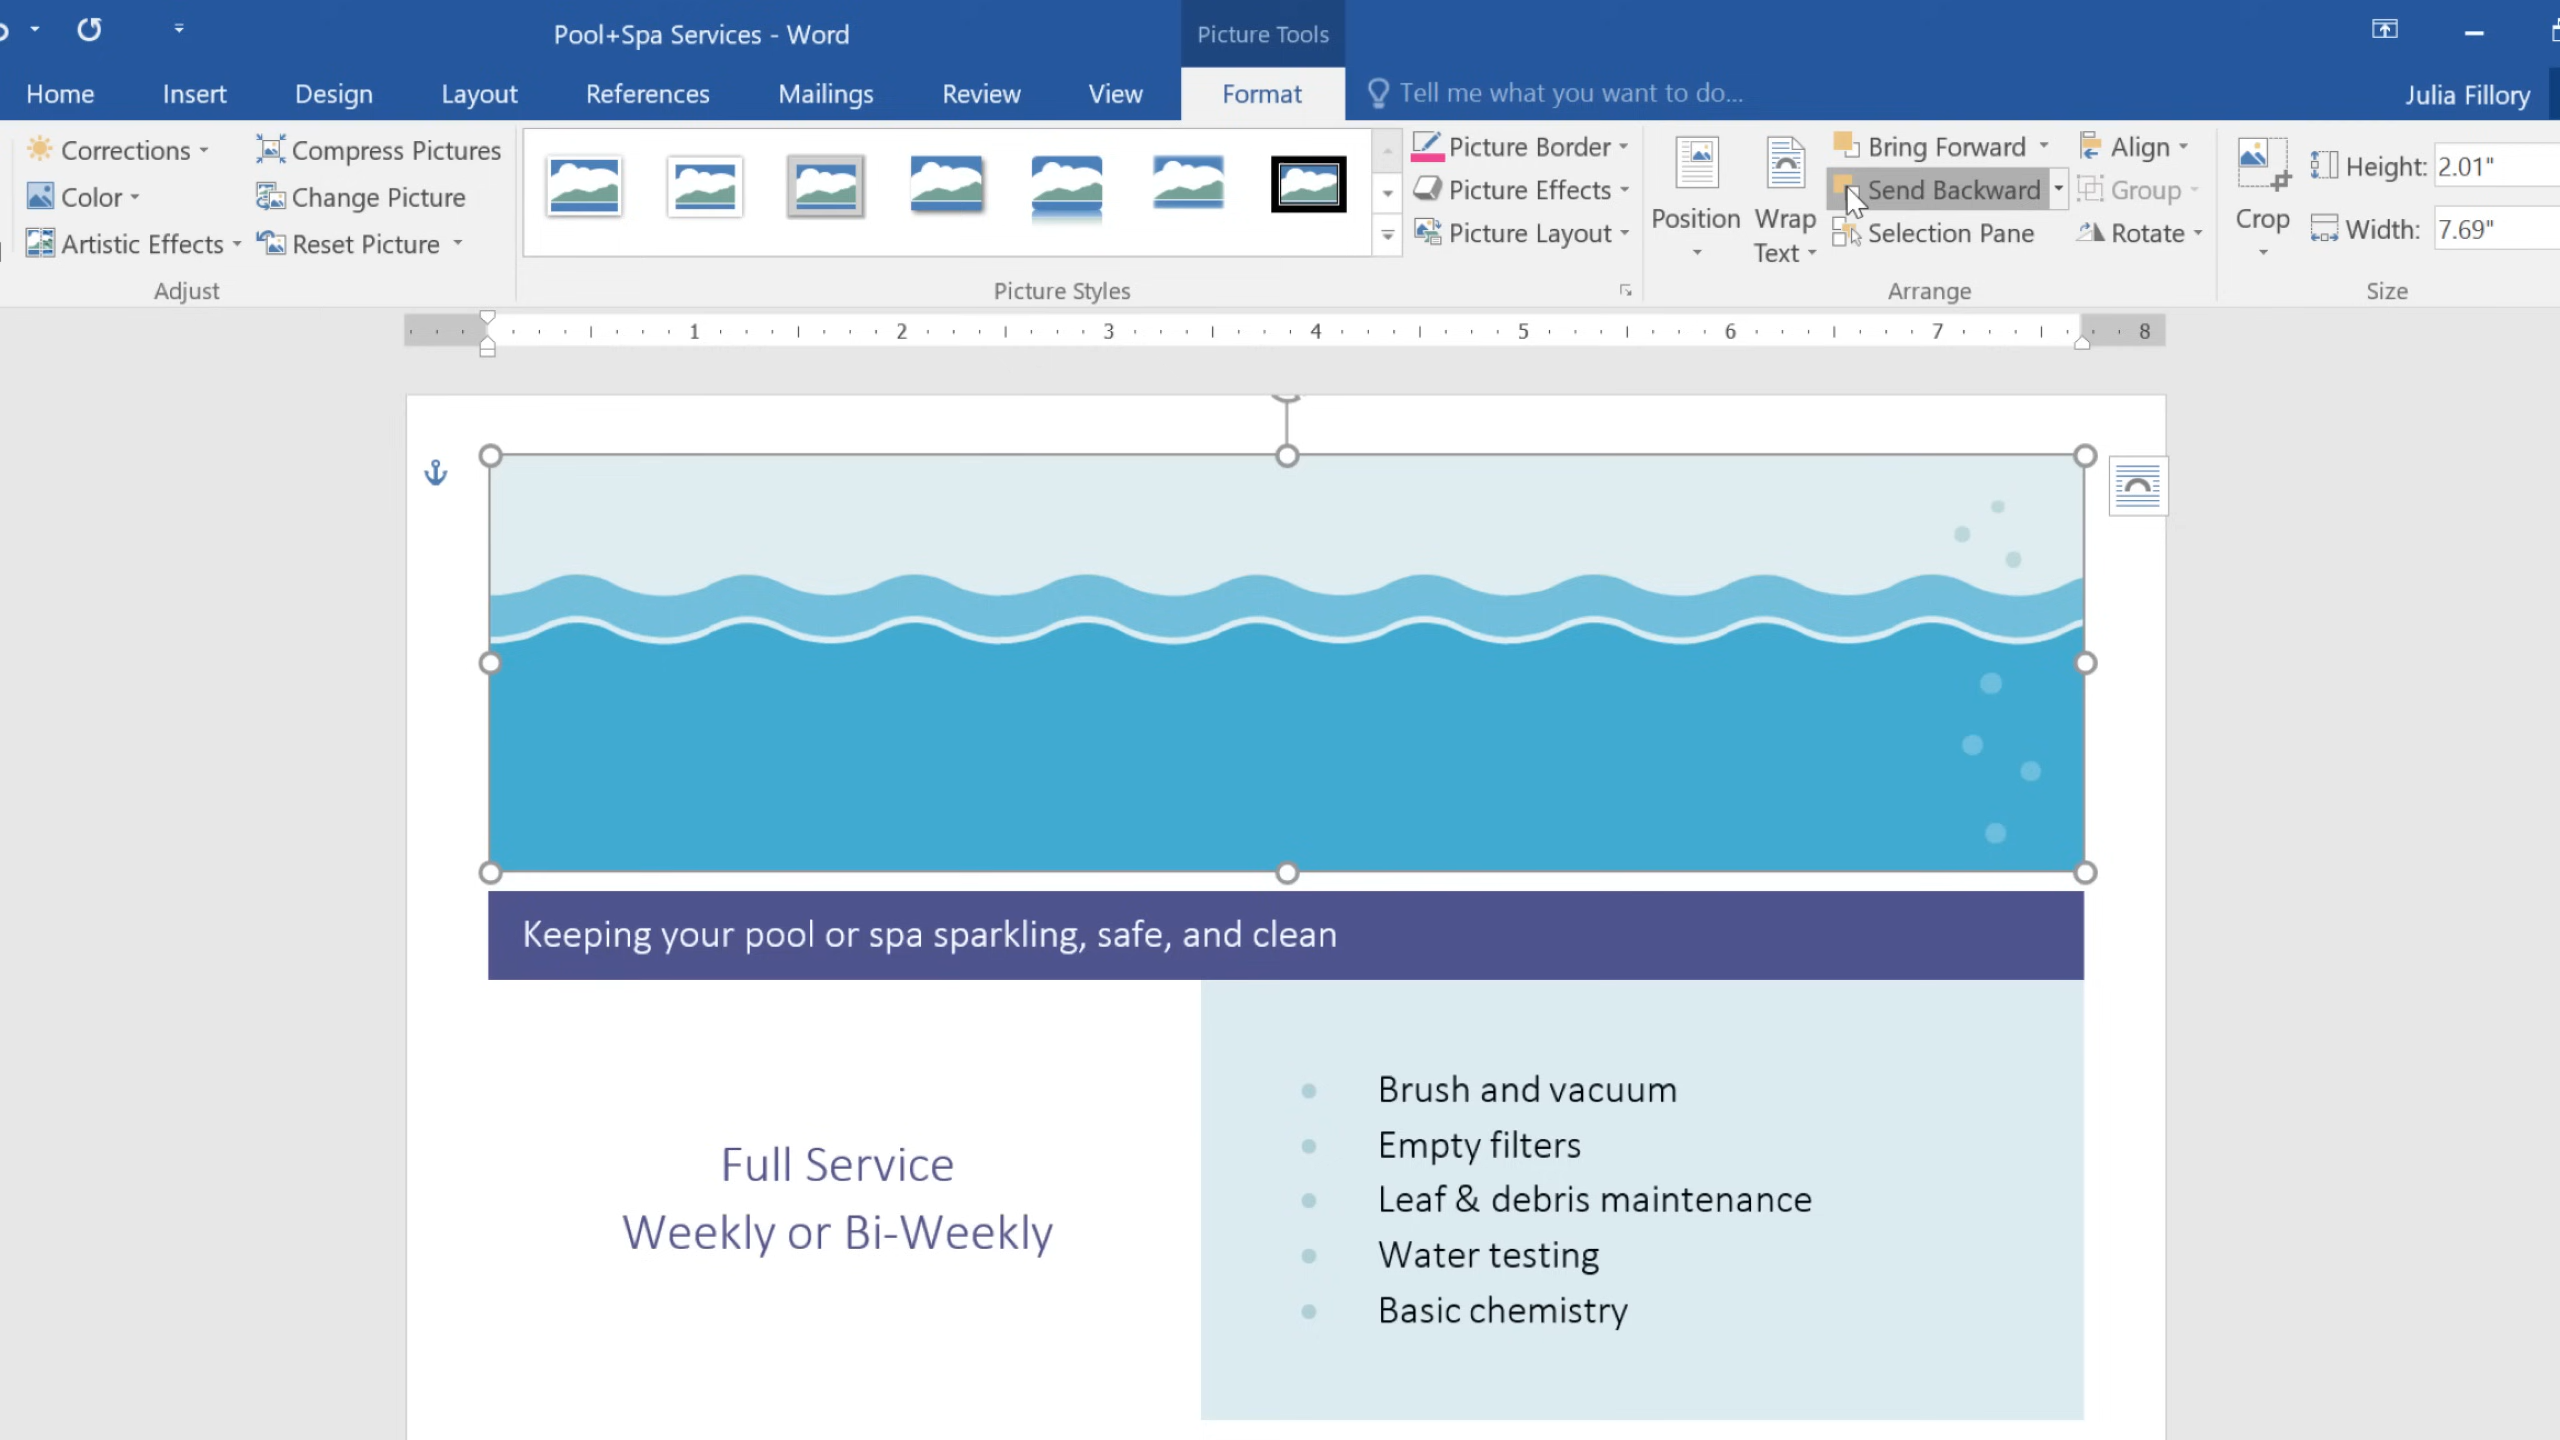 Pool+Spa Services - Word
Picture Tools
Home Insert Design Layout References Mailings Review View Format Tell me what you want to do... Julia Fillory
Corrections
Color
Artistic Effects
Compress Pictures
Change Picture
Reset Picture
Adjust
Picture Styles
Picture Border
Picture Effects
Picture Layout
Position
Wrap
Text
Bring Forward
Send Backward
Selection Pane
Align
Group
Rotate
Arrange
Crop
Height: 2.01"
Width: 7.69"
Size
1 2 3 4 5 6 7 8
Keeping your pool or spa sparkling, safe, and clean
Full Service
Weekly or Bi-Weekly
Brush and vacuum
Empty filters
Leaf & debris maintenance
Water testing
Basic chemistry